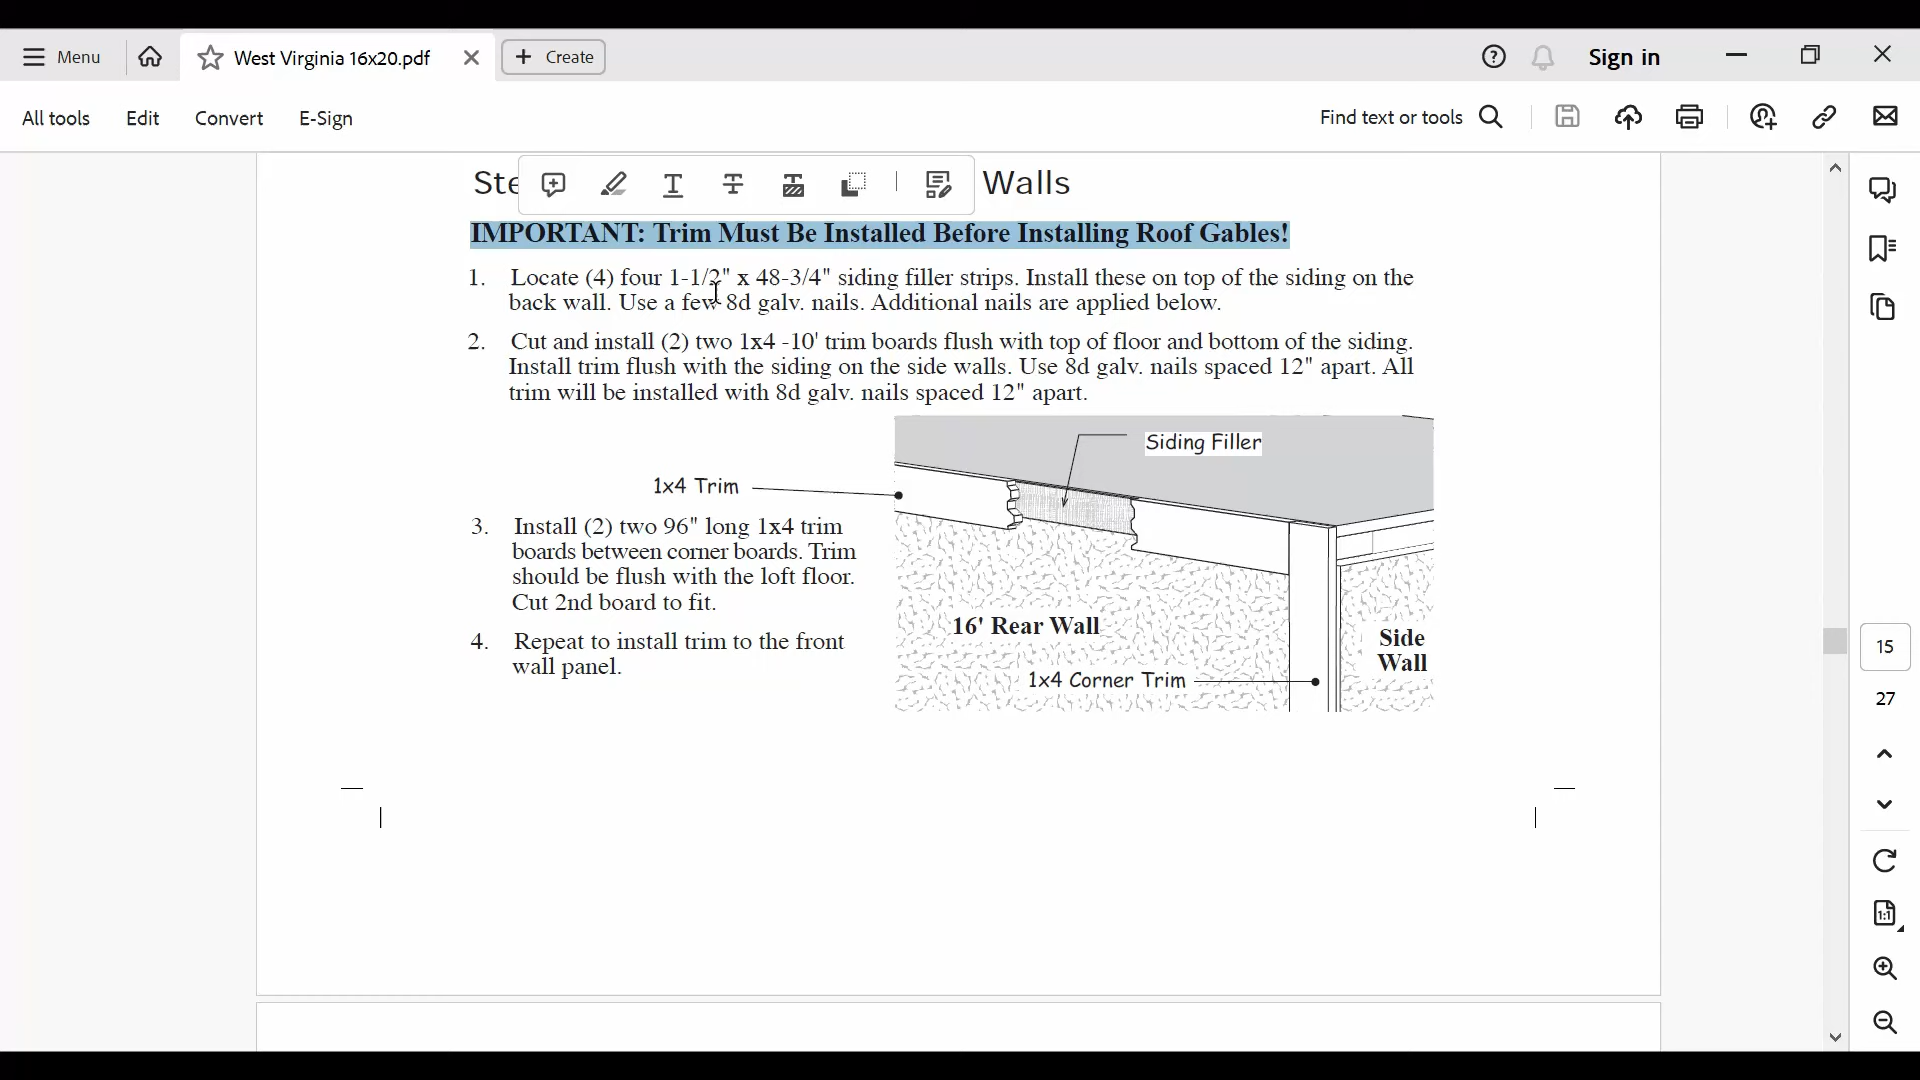 Menu
West Virginia 16x20.pdf
Create
Sign in
All tools
Edit
Convert
E-Sign
Find text or tools
Ste
Walls
IMPORTANT: Trim Must Be Installed Before Installing Roof Gables!
1. Locate (4) four 1-1/2" x 48-3/4" siding filler strips. Install these on top of the siding on the
back wall. Use a few 8d galv. nails. Additional nails are applied below.
2. Cut and install (2) two 1x4 -10' trim boards flush with top of floor and bottom of the siding.
Install trim flush with the siding on the side walls. Use 8d galv. nails spaced 12" apart. All
trim will be installed with 8d galv. nails spaced 12" apart.
Siding Filler
1x4 Trim
3. Install (2) two 96" long 1x4 trim
boards between corner boards. Trim
should be flush with the loft floor.
Cut 2nd board to fit.
4. Repeat to install trim to the front
wall panel.
16' Rear Wall
Side
Wall
1x4 Corner Trim
15
27
1:1